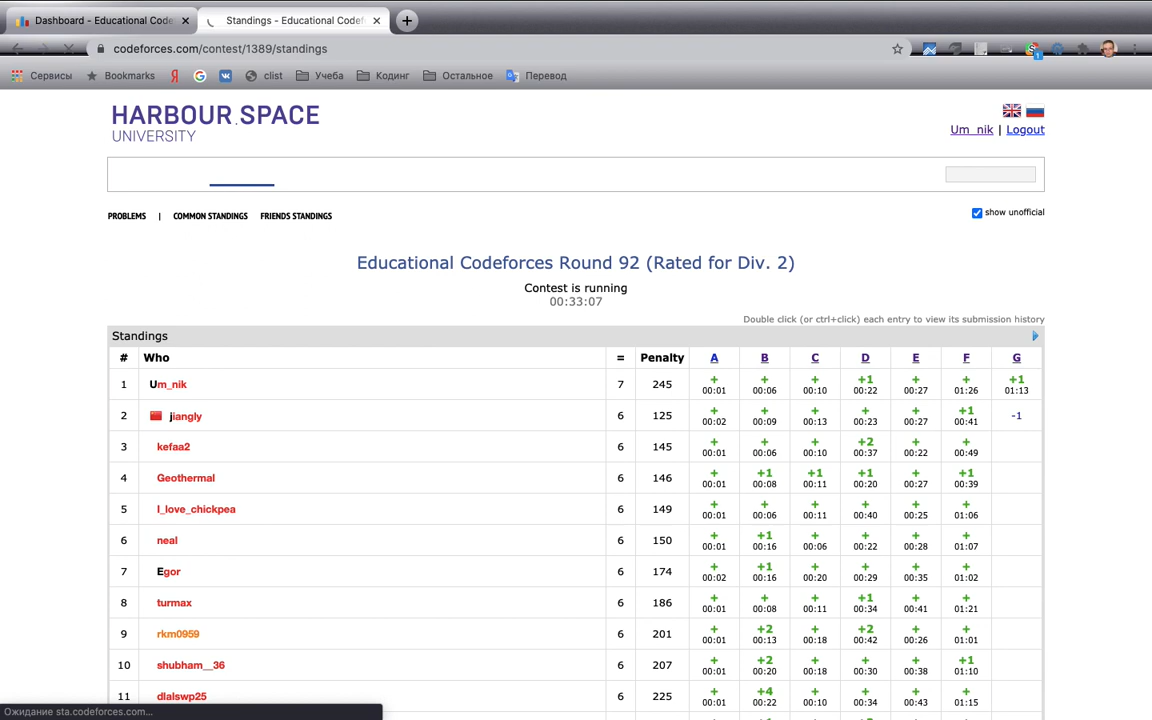 Dashboard - Educational Code
Standings - Educational Codef
codeforces.com/contest/1389/standings
Сервисы Bookmarks Я G clist Учеба Кодинг Остальное Перевод
HARBOUR.SPACE
UNIVERSITY
Um_nik | Logout
PROBLEMS | COMMON STANDINGS FRIENDS STANDINGS show unofficial
Educational Codeforces Round 92 (Rated for Div. 2)
Contest is running
00:33:07
Double click (or ctrl+click) each entry to view its submission history
Standings
# Who = Penalty A B C D E F G
1 Um_nik 7 245 + + + +1 + + +1
00:01 00:06 00:10 00:22 00:27 01:26 01:13
2 jiangly 6 125 + + + + + +1 -1
00:02 00:09 00:13 00:23 00:27 00:41
3 kefaa2 6 145 + + + +2 + +
00:01 00:06 00:10 00:37 00:22 00:49
4 Geothermal 6 146 + +1 +1 +1 + +1
00:01 00:08 00:11 00:20 00:27 00:39
5 I_love_chickpea 6 149 + + + + + +
00:01 00:06 00:11 00:40 00:25 01:06
6 neal 6 150 + +1 + + + +
00:01 00:16 00:06 00:22 00:28 01:07
7 Egor 6 174 + +1 + + + +
00:02 00:16 00:20 00:29 00:35 01:02
8 turmax 6 186 + + + +1 + +
00:01 00:08 00:11 00:34 00:41 01:21
9 rkm0959 6 201 + +2 + +2 + +
00:01 00:13 00:18 00:42 00:26 01:01
10 shubham__36 6 207 + +2 + + + +1
00:01 00:20 00:18 00:30 00:38 01:10
11 dlalswp25 6 225 + +4 + + + +
00:01 00:22 00:10 00:34 00:43 01:15
Ожидание sta.codeforces.com...